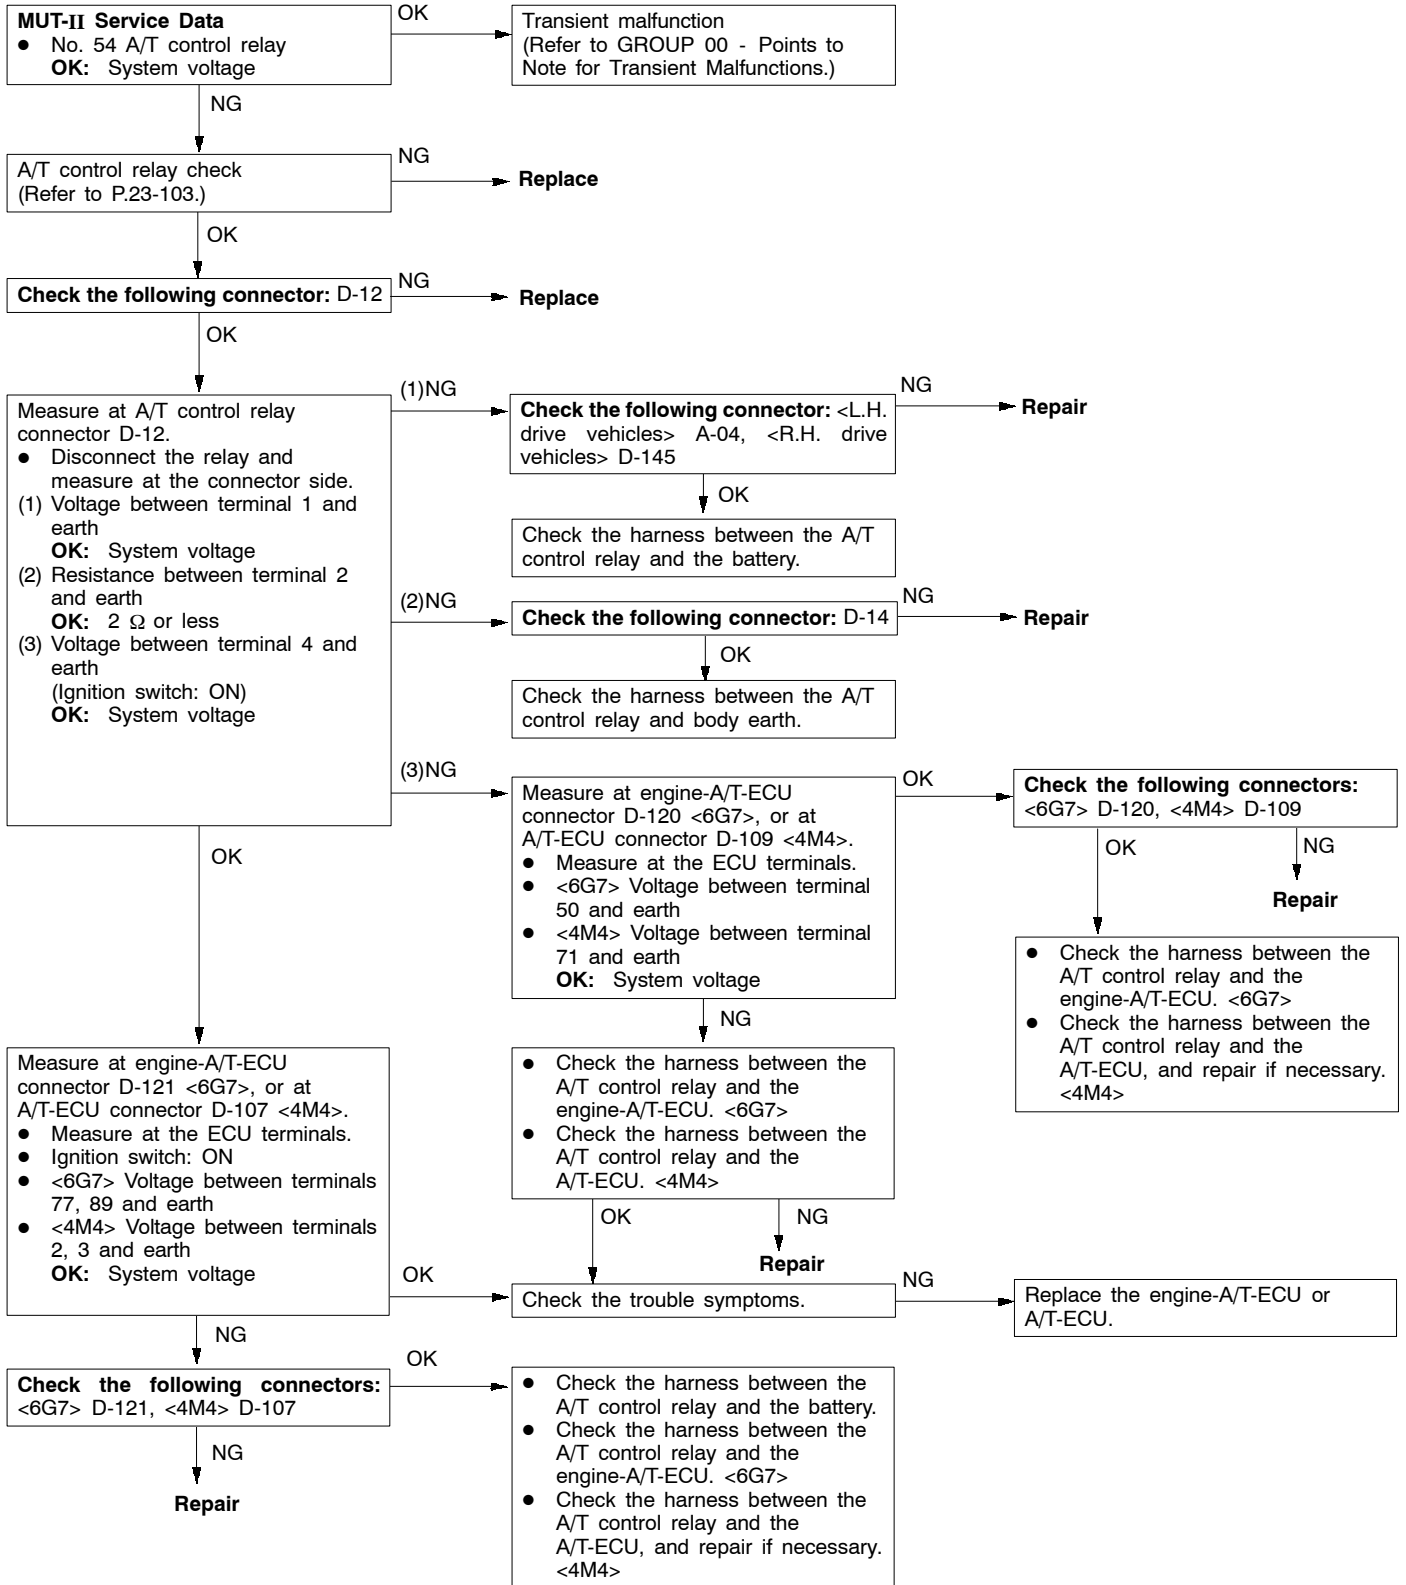 MUT-II Service Data
● No. 54 A/T control relay
OK: System voltage
OK
Transient malfunction
(Refer to GROUP 00 - Points to
Note for Transient Malfunctions.)
NG
A/T control relay check
(Refer to P.23-103.)
NG
Replace
OK
Check the following connector: D-12
NG
Replace
OK
Measure at A/T control relay
connector D-12.
● Disconnect the relay and
measure at the connector side.
(1) Voltage between terminal 1 and
earth
OK: System voltage
(2) Resistance between terminal 2
and earth
OK: 2 Ω or less
(3) Voltage between terminal 4 and
earth
(Ignition switch: ON)
OK: System voltage
(1)NG
Check the following connector: <L.H.
drive vehicles> A-04, <R.H. drive
vehicles> D-145
NG
Repair
OK
Check the harness between the A/T
control relay and the battery.
(2)NG
Check the following connector: D-14
NG
Repair
OK
Check the harness between the A/T
control relay and body earth.
(3)NG
Measure at engine-A/T-ECU
connector D-120 <6G7>, or at
A/T-ECU connector D-109 <4M4>.
● Measure at the ECU terminals.
● <6G7> Voltage between terminal
50 and earth
● <4M4> Voltage between terminal
71 and earth
OK: System voltage
OK
Check the following connectors:
<6G7> D-120, <4M4> D-109
OK
NG
Repair
● Check the harness between the
A/T control relay and the
engine-A/T-ECU. <6G7>
● Check the harness between the
A/T control relay and the
A/T-ECU, and repair if necessary.
<4M4>
NG
● Check the harness between the
A/T control relay and the
engine-A/T-ECU. <6G7>
● Check the harness between the
A/T control relay and the
A/T-ECU. <4M4>
OK
NG
Repair
OK
Measure at engine-A/T-ECU
connector D-121 <6G7>, or at
A/T-ECU connector D-107 <4M4>.
● Measure at the ECU terminals.
● Ignition switch: ON
● <6G7> Voltage between terminals
77, 89 and earth
● <4M4> Voltage between terminals
2, 3 and earth
OK: System voltage
OK
Check the trouble symptoms.
NG
Replace the engine-A/T-ECU or
A/T-ECU.
NG
Check the following connectors:
<6G7> D-121, <4M4> D-107
OK
● Check the harness between the
A/T control relay and the battery.
● Check the harness between the
A/T control relay and the
engine-A/T-ECU. <6G7>
● Check the harness between the
A/T control relay and the
A/T-ECU, and repair if necessary.
<4M4>
NG
Repair